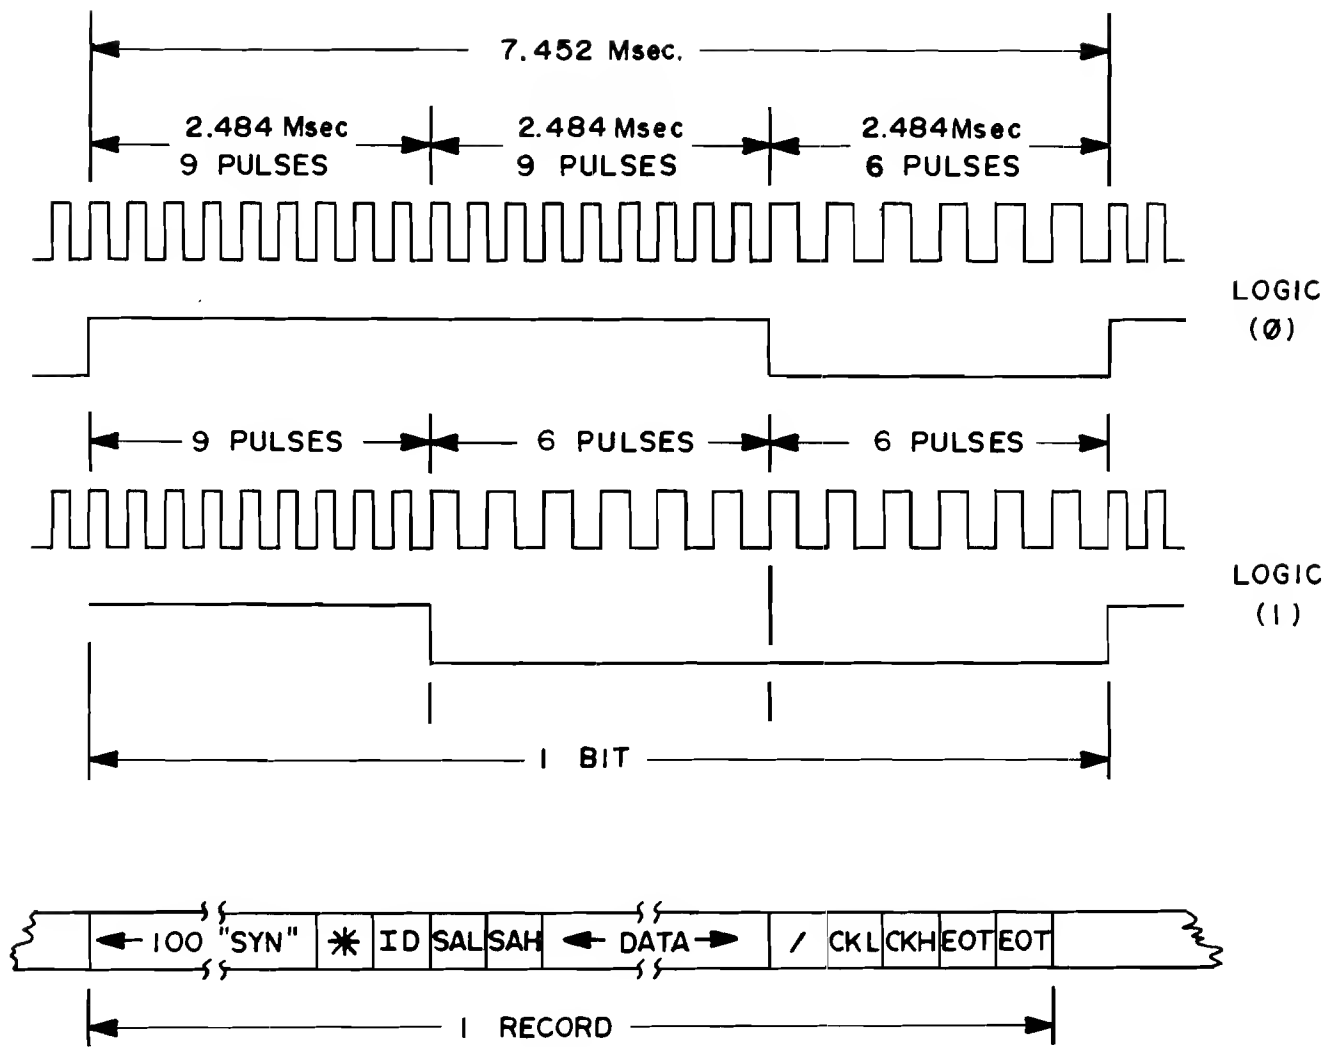 7.452 Msec.
2.484 Msec 2.484 Msec 2.484Msec
9 PULSES 9 PULSES 6 PULSES
LOGIC
(Ø)
9 PULSES 6 PULSES 6 PULSES
LOGIC
(1)
1 BIT
100 "SYN" * ID SAL SAH DATA / CKL CKH EOT EOT
1 RECORD